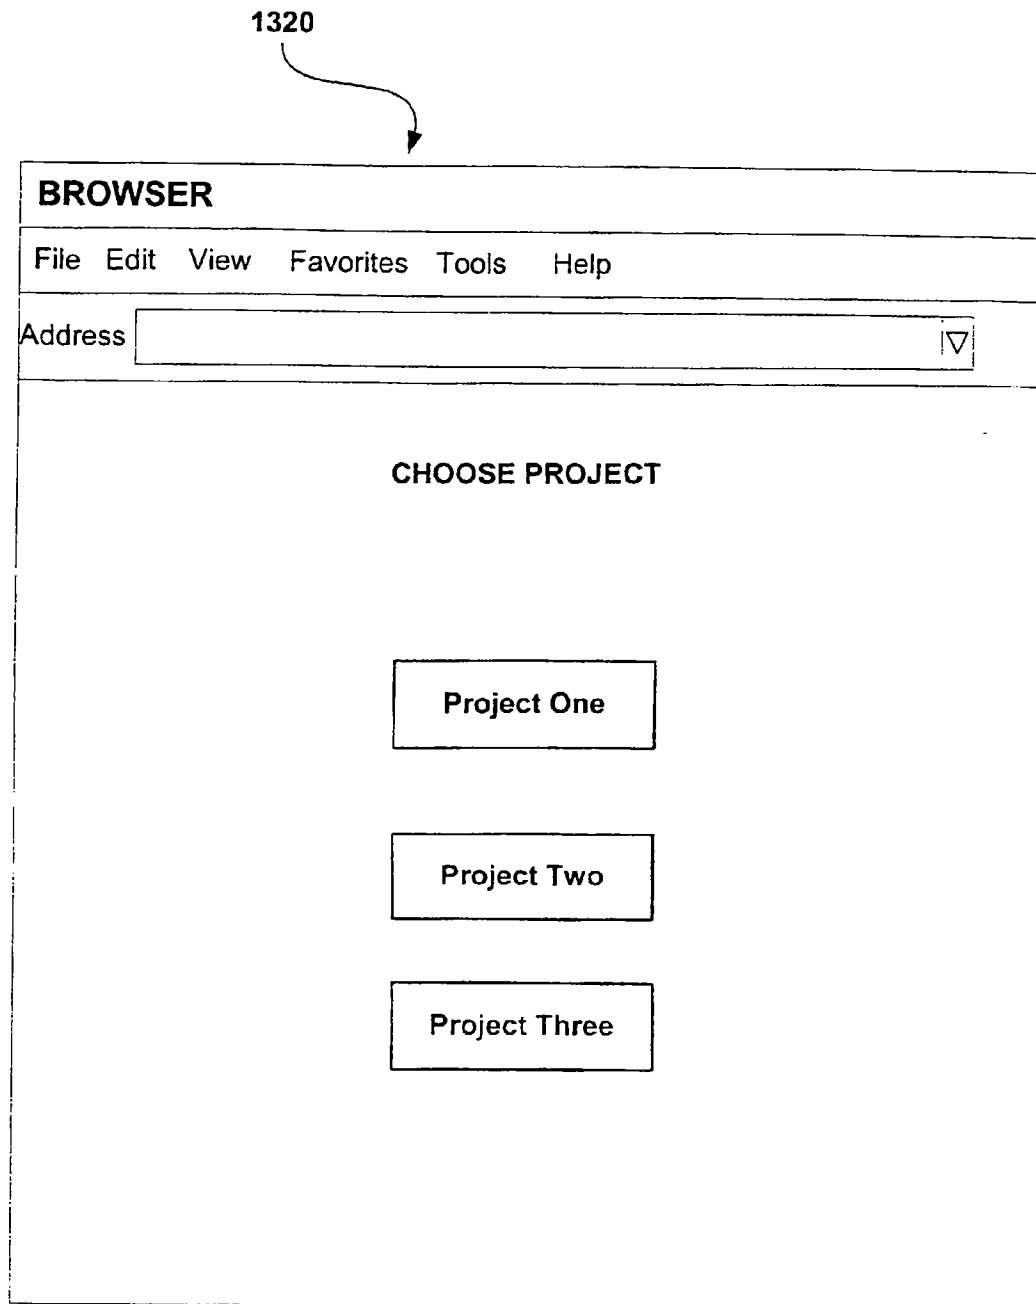 1320
BROWSER
File Edit View Favorites Tools Help
Address
CHOOSE PROJECT
Project One
Project Two
Project Three